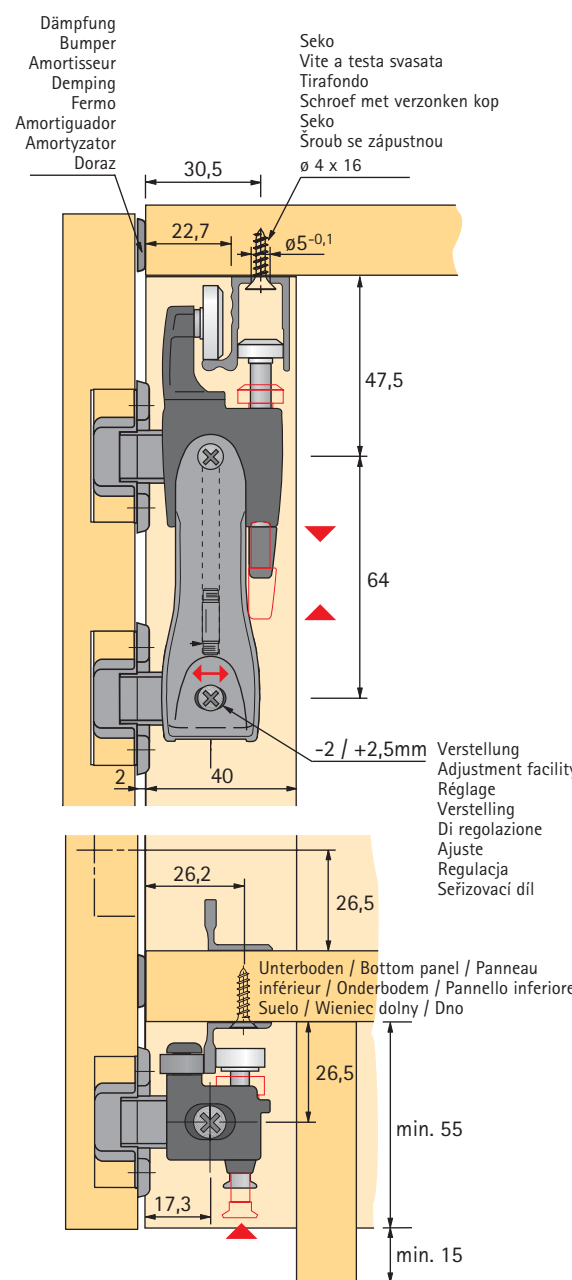 Dämpfung
Bumper
Amortisseur
Demping
Fermo
Amortiguador
Amortyzator
Doraz
Seko
Vite a testa svasata
Tirafondo
Schroef met verzonken kop
Seko
Šroub se zápustnou
ø 4 x 16
30,5
22,7
ø5-0,1
47,5
64
-2 / +2,5mm
Verstellung
Adjustment facility
Réglage
Verstelling
Di regolazione
Ajuste
Regulacja
Seřizovací díl
2
40
26,2
26,5
Unterboden / Bottom panel / Panneau
inférieur / Onderbodem / Pannello inferiore
Suelo / Wieniec dolny / Dno
26,5
min. 55
17,3
min. 15